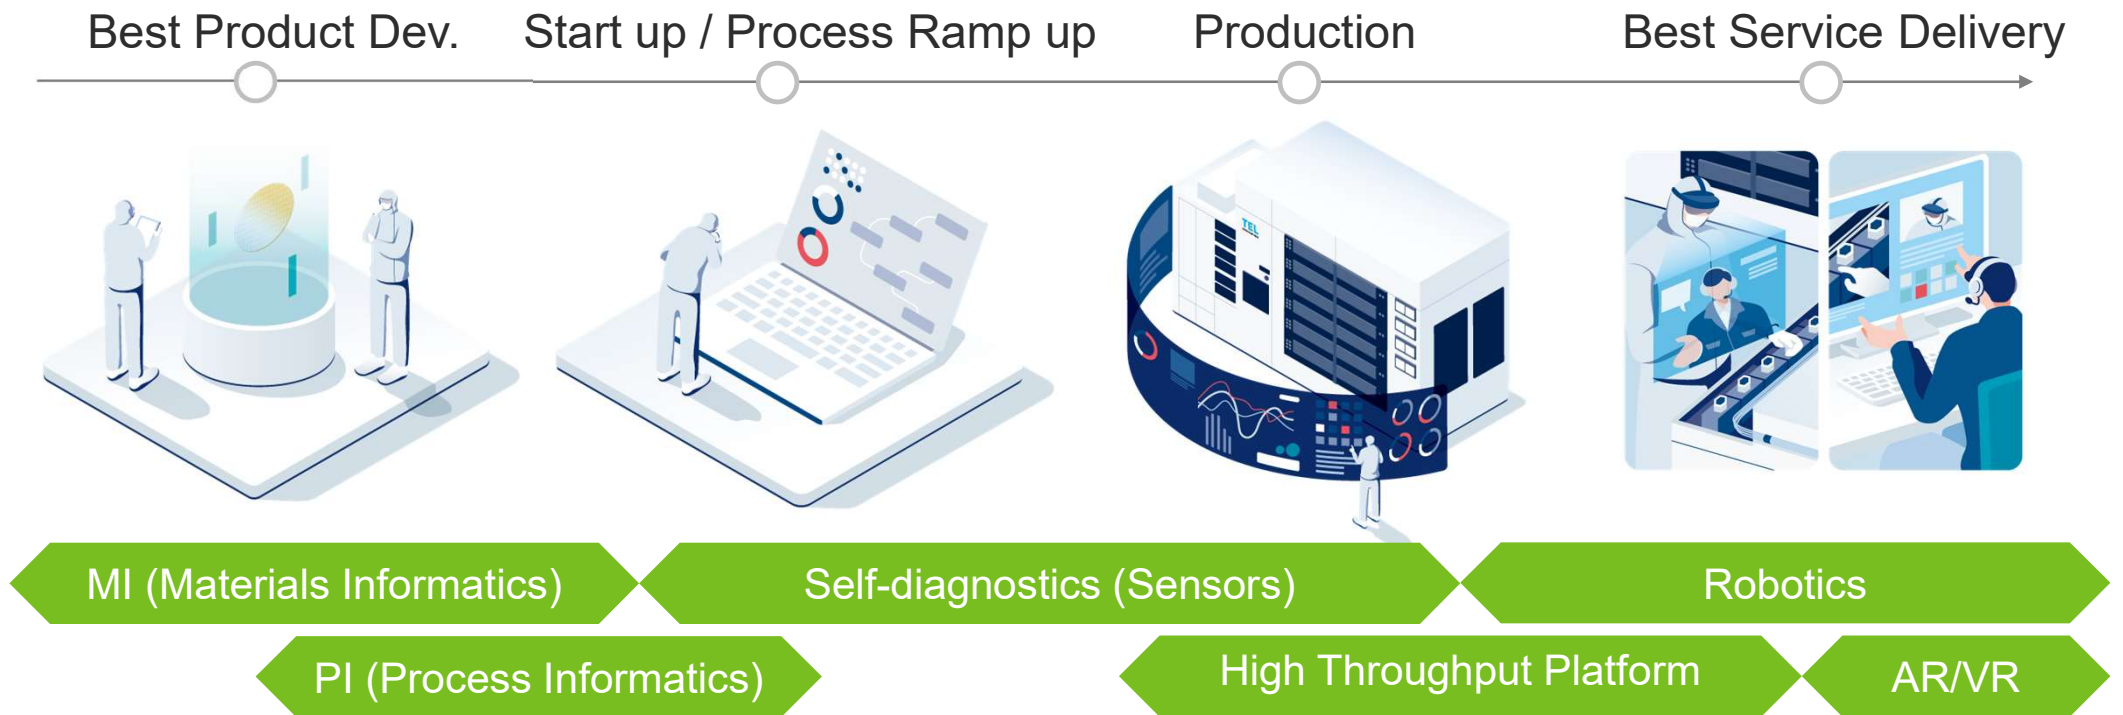 Best Product Dev.
Start up / Process Ramp up
Production
Best Service Delivery
TEL
MI (Materials Informatics)
Self-diagnostics (Sensors)
Robotics
PI (Process Informatics)
High Throughput Platform
AR/VR